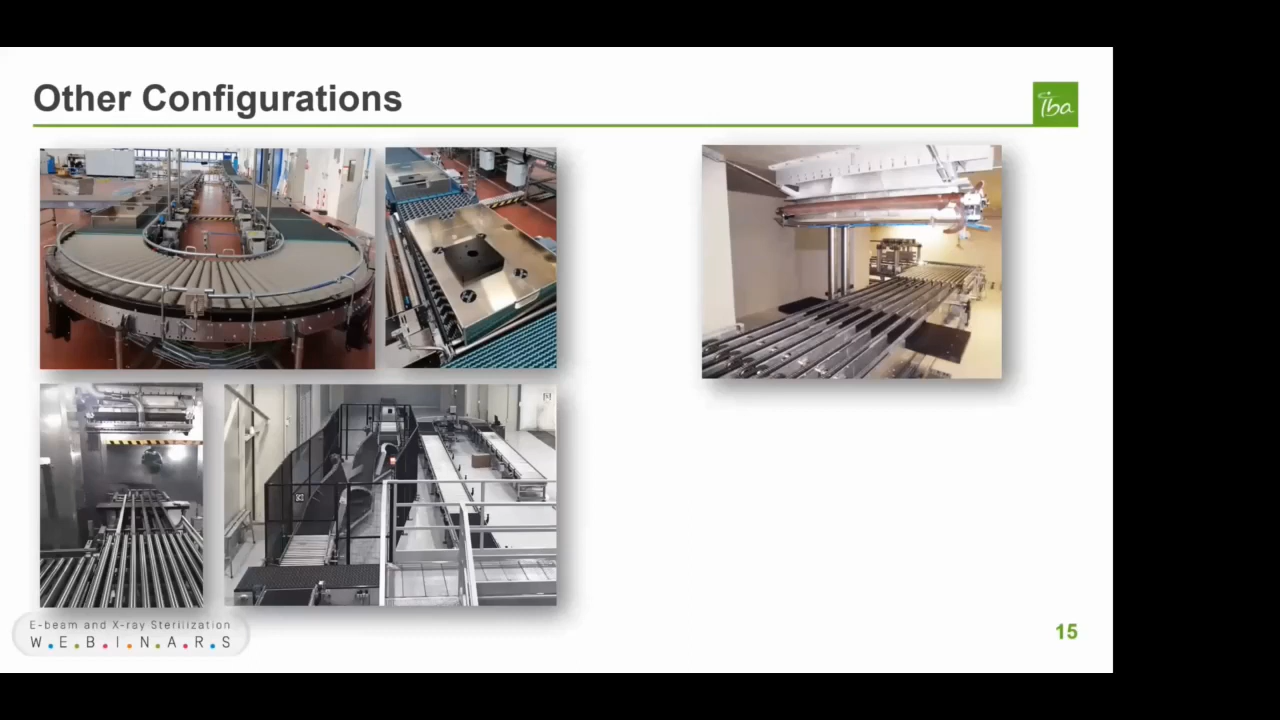 Other Configurations
iba
E-beam and X-ray Sterilization
W.E.B.I.N.A.R.S
15